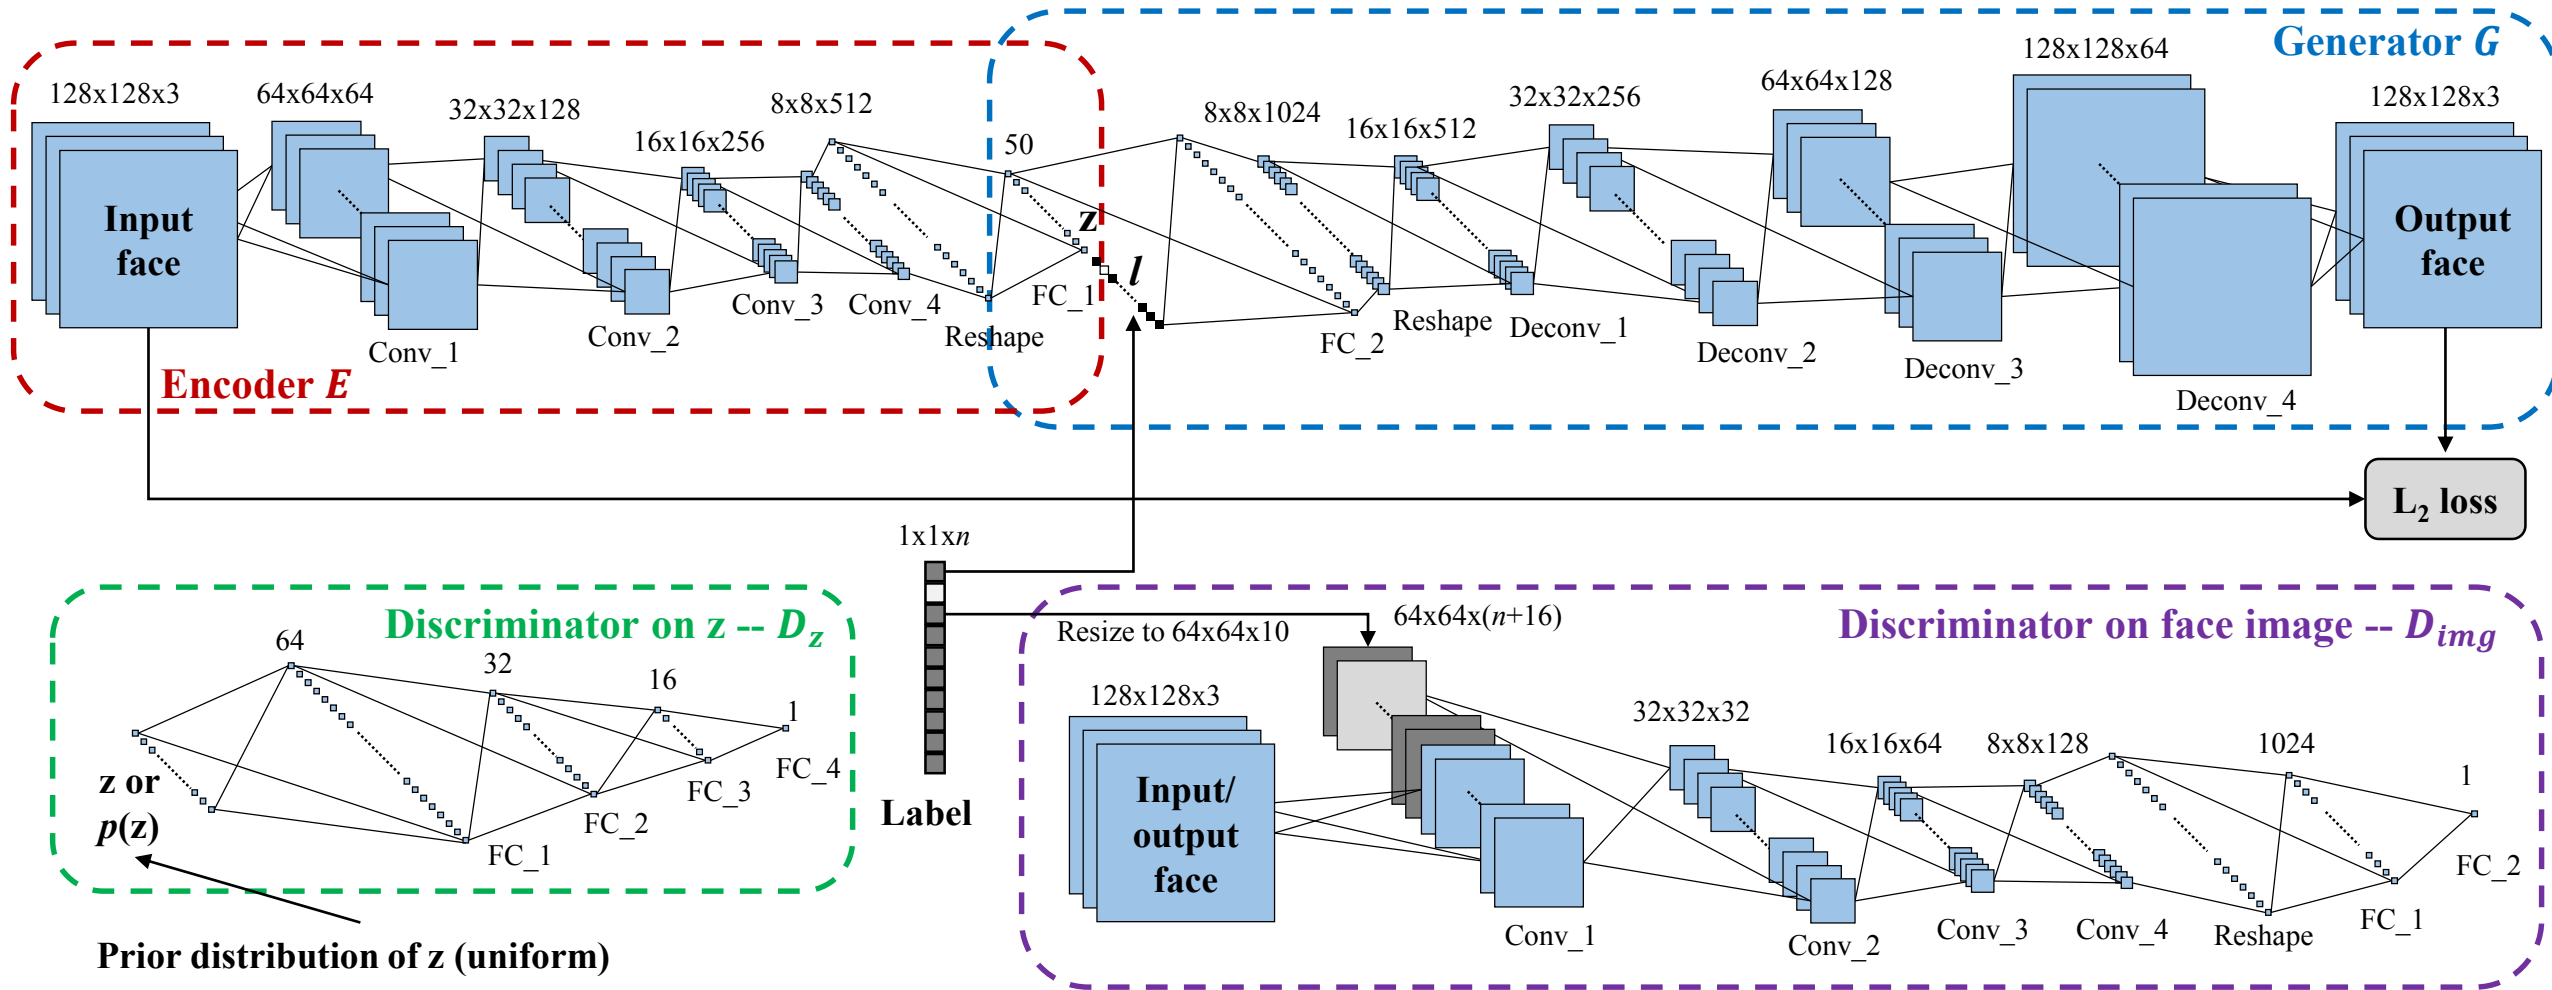 Encoder E
128x128x3
Input
face
64x64x64
Conv_1
32x32x128
Conv_2
16x16x256
Conv_3
8x8x512
Conv_4
Reshape
50
z
FC_1
l
Generator G
FC_2
8x8x1024
Reshape
16x16x512
Deconv_1
32x32x256
Deconv_2
64x64x128
Deconv_3
128x128x64
Deconv_4
128x128x3
Output
face
L2 loss
1x1xn
Label
Resize to 64x64x10
Discriminator on z -- Dz
z or
p(z)
64
FC_1
32
FC_2
16
FC_3
1
FC_4
Prior distribution of z (uniform)
Discriminator on face image -- Dimg
128x128x3
Input/
output
face
64x64x(n+16)
Conv_1
32x32x32
Conv_2
16x16x64
Conv_3
8x8x128
Conv_4
Reshape
1024
FC_1
1
FC_2